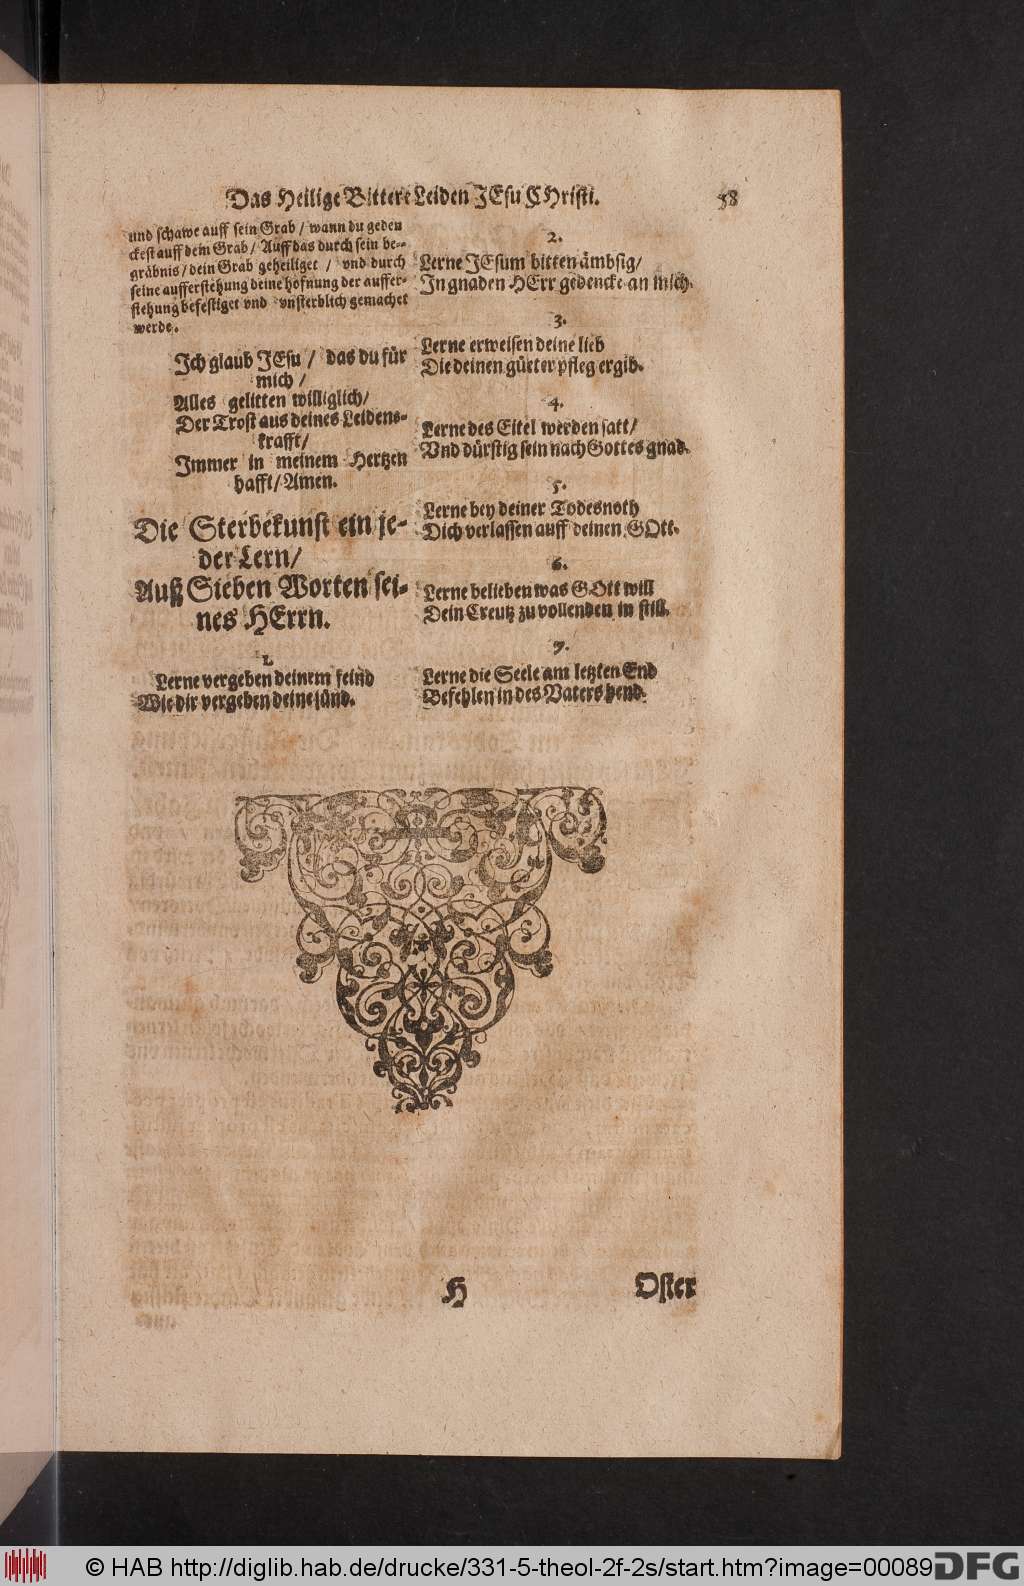 Das Heilige Bittere Leiden JEsu CHristi.
58
und schawe auff sein Grab / wann du geden
ckest auff dem Grab / Auff das durch sein be-
gräbnis / dein Grab geheiliget / und durch
seine aufferstehung deine hofnung der auffer-
stehung befestiget und unsterblich gemachet
werde.
Ich glaub JEsu / das du für
mich /
Alles gelitten williglich /
Der Trost aus deines Leidens-
krafft /
Immer in meinem Hertzen
hafft / Amen.
Die Sterbekunst ein je-
der Lern /
Auß Sieben Worten sei-
nes HErrn.
1.
Lerne vergeben deinem feind
Wie dir vergeben deine sünd.
2.
Lerne JEsum bitten ämbsig /
In gnaden HErr gedencke an mich.
3.
Lerne erweisen deine lieb
Die deinen güeter pfleg ergib.
4.
Lerne des Eitel werden satt /
Und dürstig sein nach Gottes gnad.
5.
Lerne bey deiner Todesnoth
Dich verlassen auff deinen GOtt.
6.
Lerne belieben was GOtt will
Dein Creutz zu vollenden in still.
7.
Lerne die Seele am letzten End
Befehlen in des Vaters hend.
H
Oster
© HAB http://diglib.hab.de/drucke/331-5-theol-2f-2s/start.htm?image=00089
DFG